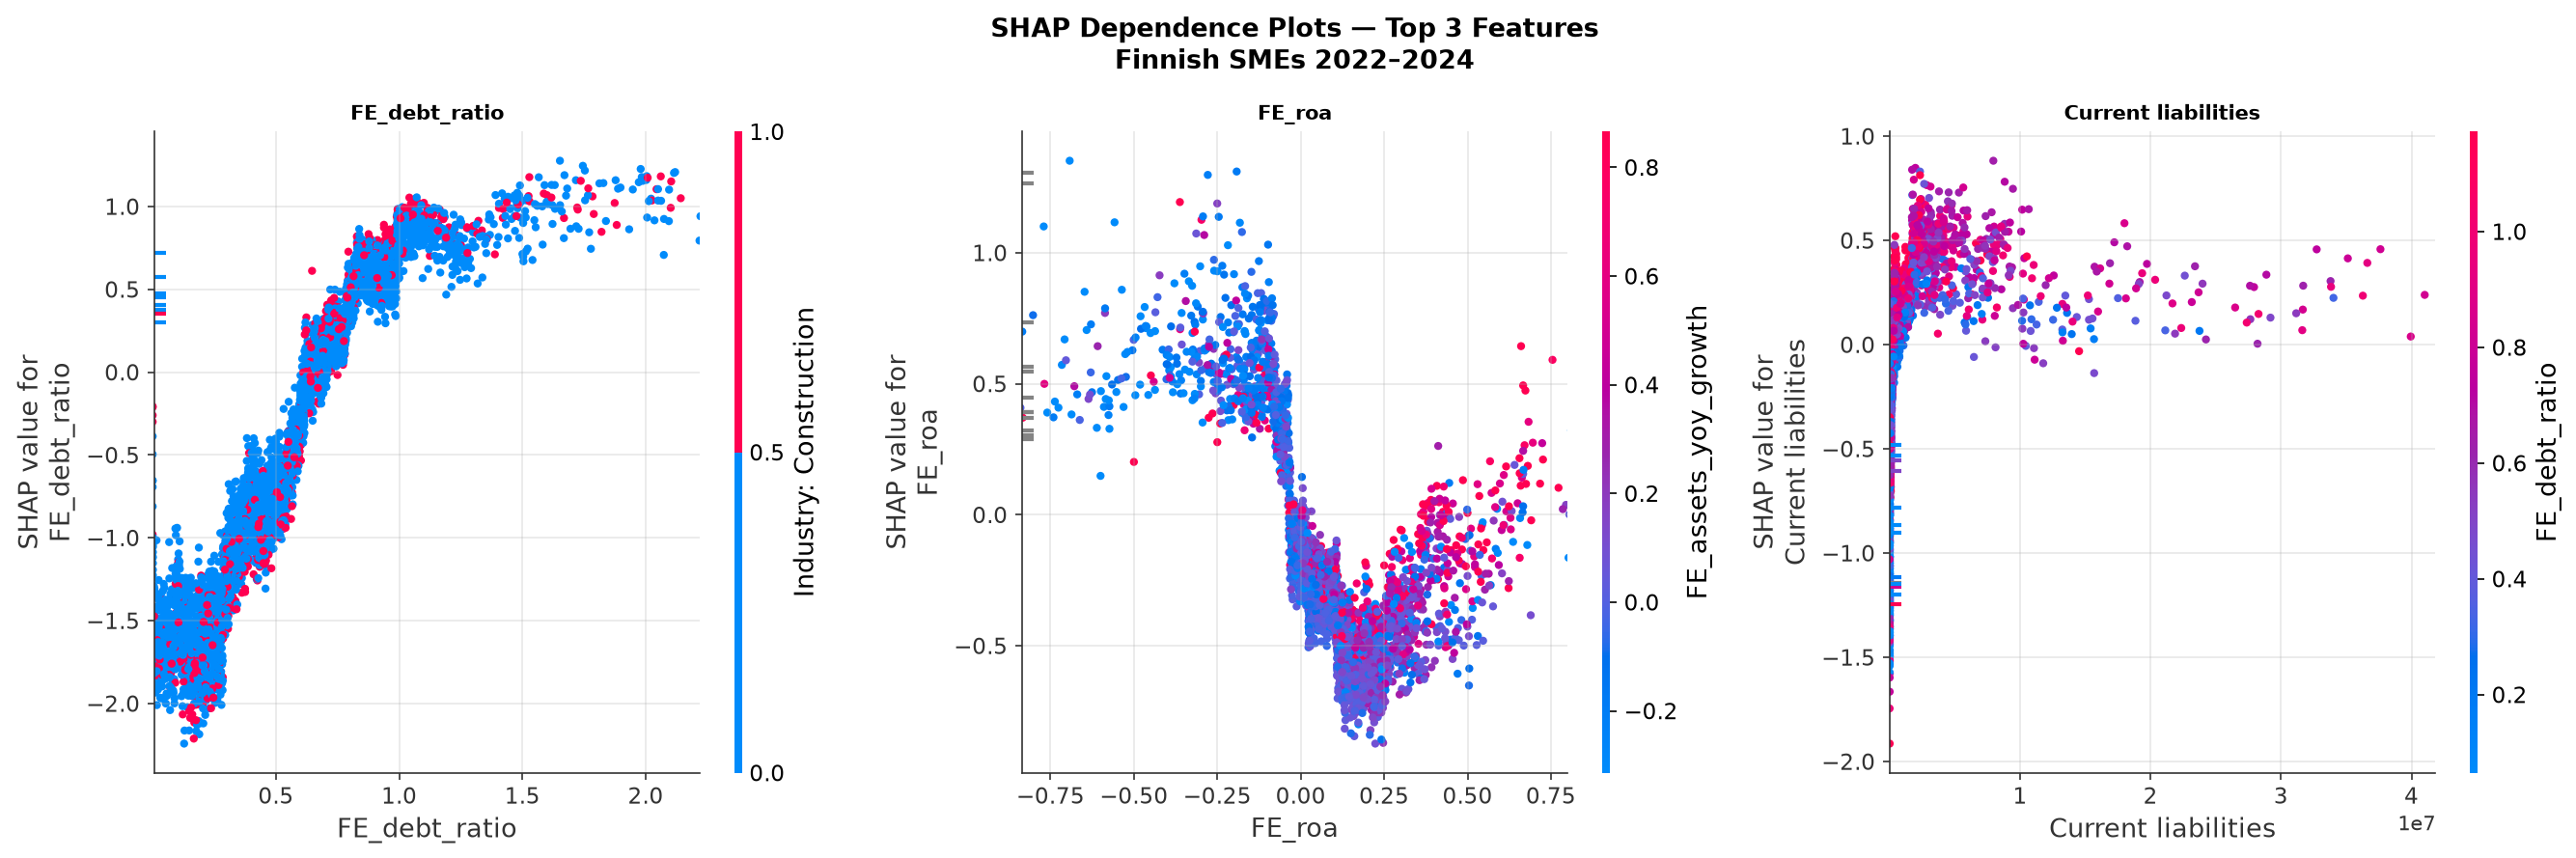 SHAP Dependence Plots — Top 3 Features
Finnish SMEs 2022–2024
FE_debt_ratio
SHAP value for
FE_debt_ratio
1.0
0.5
0.0
−0.5
−1.0
−1.5
−2.0
0.5
1.0
1.5
2.0
FE_debt_ratio
1.0
0.5
0.0
Industry: Construction
FE_roa
SHAP value for
FE_roa
1.0
0.5
0.0
−0.5
−0.75
−0.50
−0.25
0.00
0.25
0.50
0.75
FE_roa
0.8
0.6
0.4
0.2
0.0
−0.2
FE_assets_yoy_growth
Current liabilities
SHAP value for
Current liabilities
1.0
0.5
0.0
−0.5
−1.0
−1.5
−2.0
1
2
3
4
1e7
Current liabilities
1.0
0.8
0.6
0.4
0.2
FE_debt_ratio